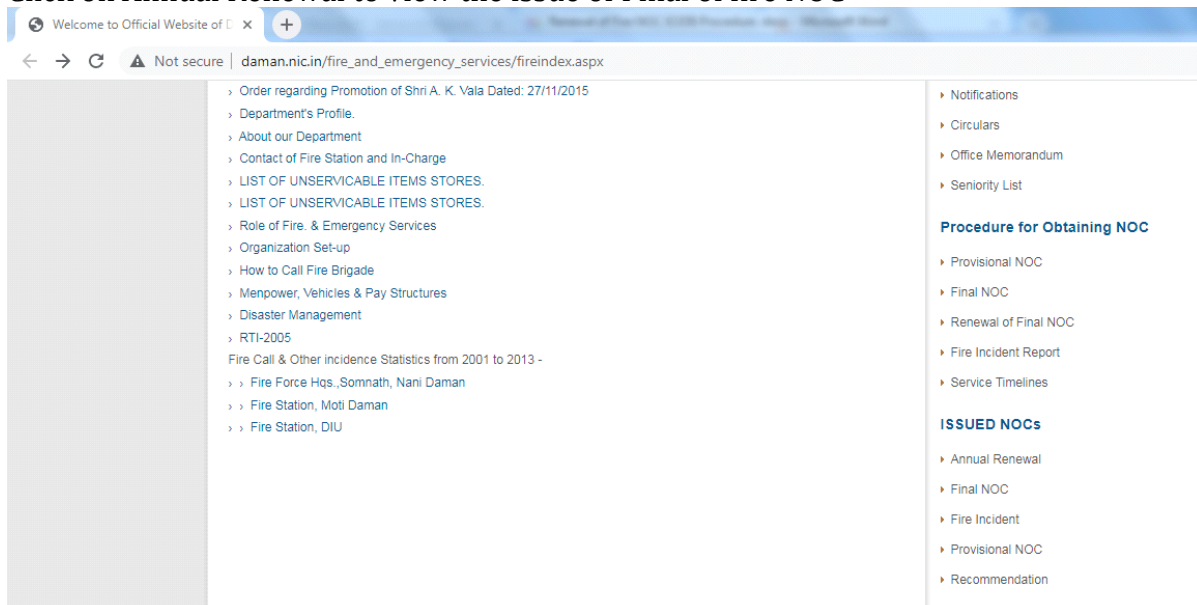 Welcome to Official Website of D
Not secure | daman.nic.in/fire_and_emergency_services/fireindex.aspx
› Order regarding Promotion of Shri A. K. Vala Dated: 27/11/2015
› Department's Profile.
› About our Department
› Contact of Fire Station and In-Charge
› LIST OF UNSERVICABLE ITEMS STORES.
› LIST OF UNSERVICABLE ITEMS STORES.
› Role of Fire. & Emergency Services
› Organization Set-up
› How to Call Fire Brigade
› Menpower, Vehicles & Pay Structures
› Disaster Management
› RTI-2005
Fire Call & Other incidence Statistics from 2001 to 2013 -
› › Fire Force Hqs.,Somnath, Nani Daman
› › Fire Station, Moti Daman
› › Fire Station, DIU
Notifications
Circulars
Office Memorandum
Seniority List
Procedure for Obtaining NOC
Provisional NOC
Final NOC
Renewal of Final NOC
Fire Incident Report
Service Timelines
ISSUED NOCs
Annual Renewal
Final NOC
Fire Incident
Provisional NOC
Recommendation